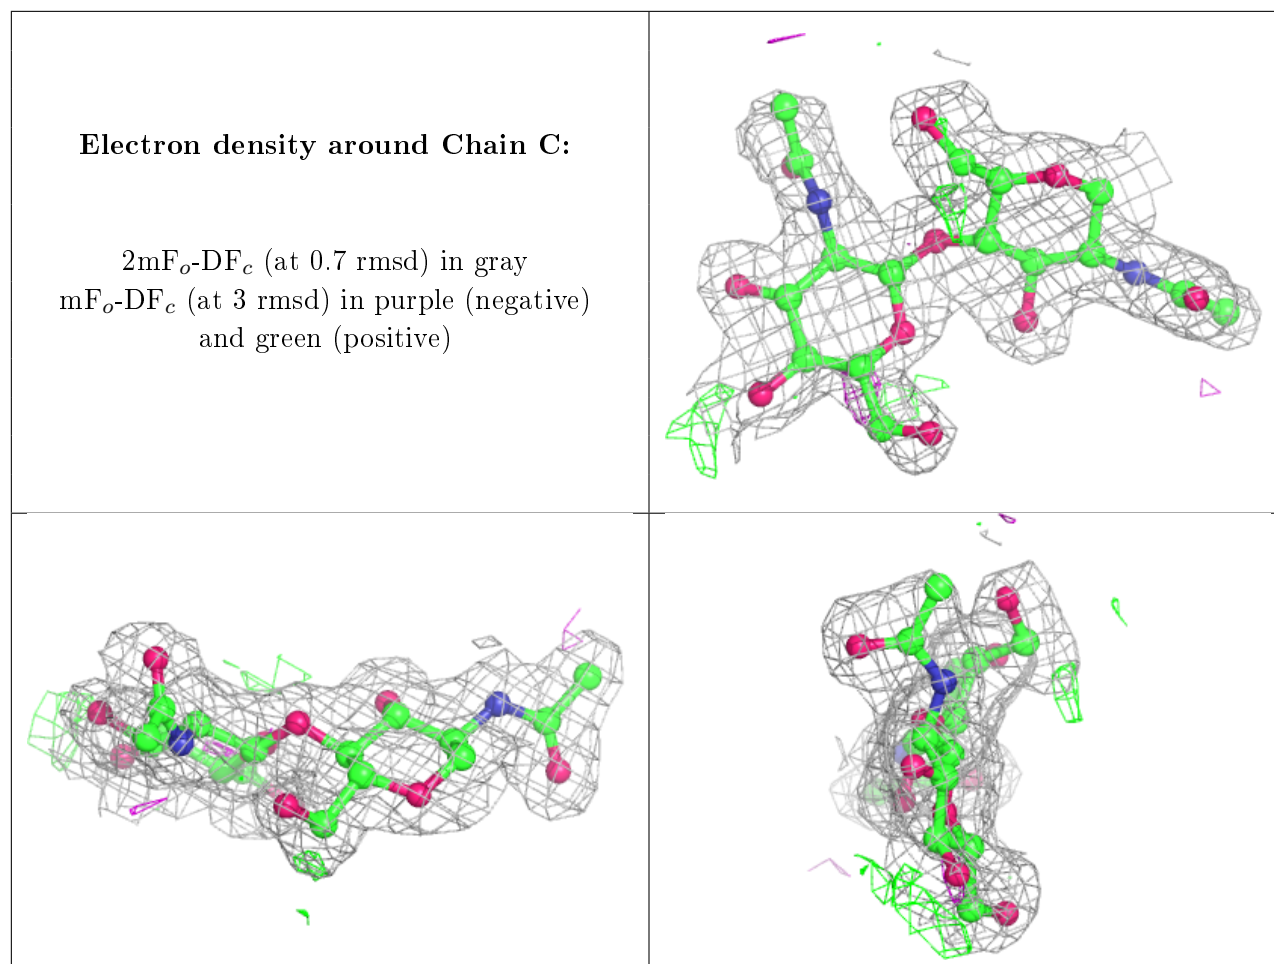 Electron density around Chain C:
2mFₒ-DF𝒸 (at 0.7 rmsd) in gray
mFₒ-DF𝒸 (at 3 rmsd) in purple (negative)
and green (positive)